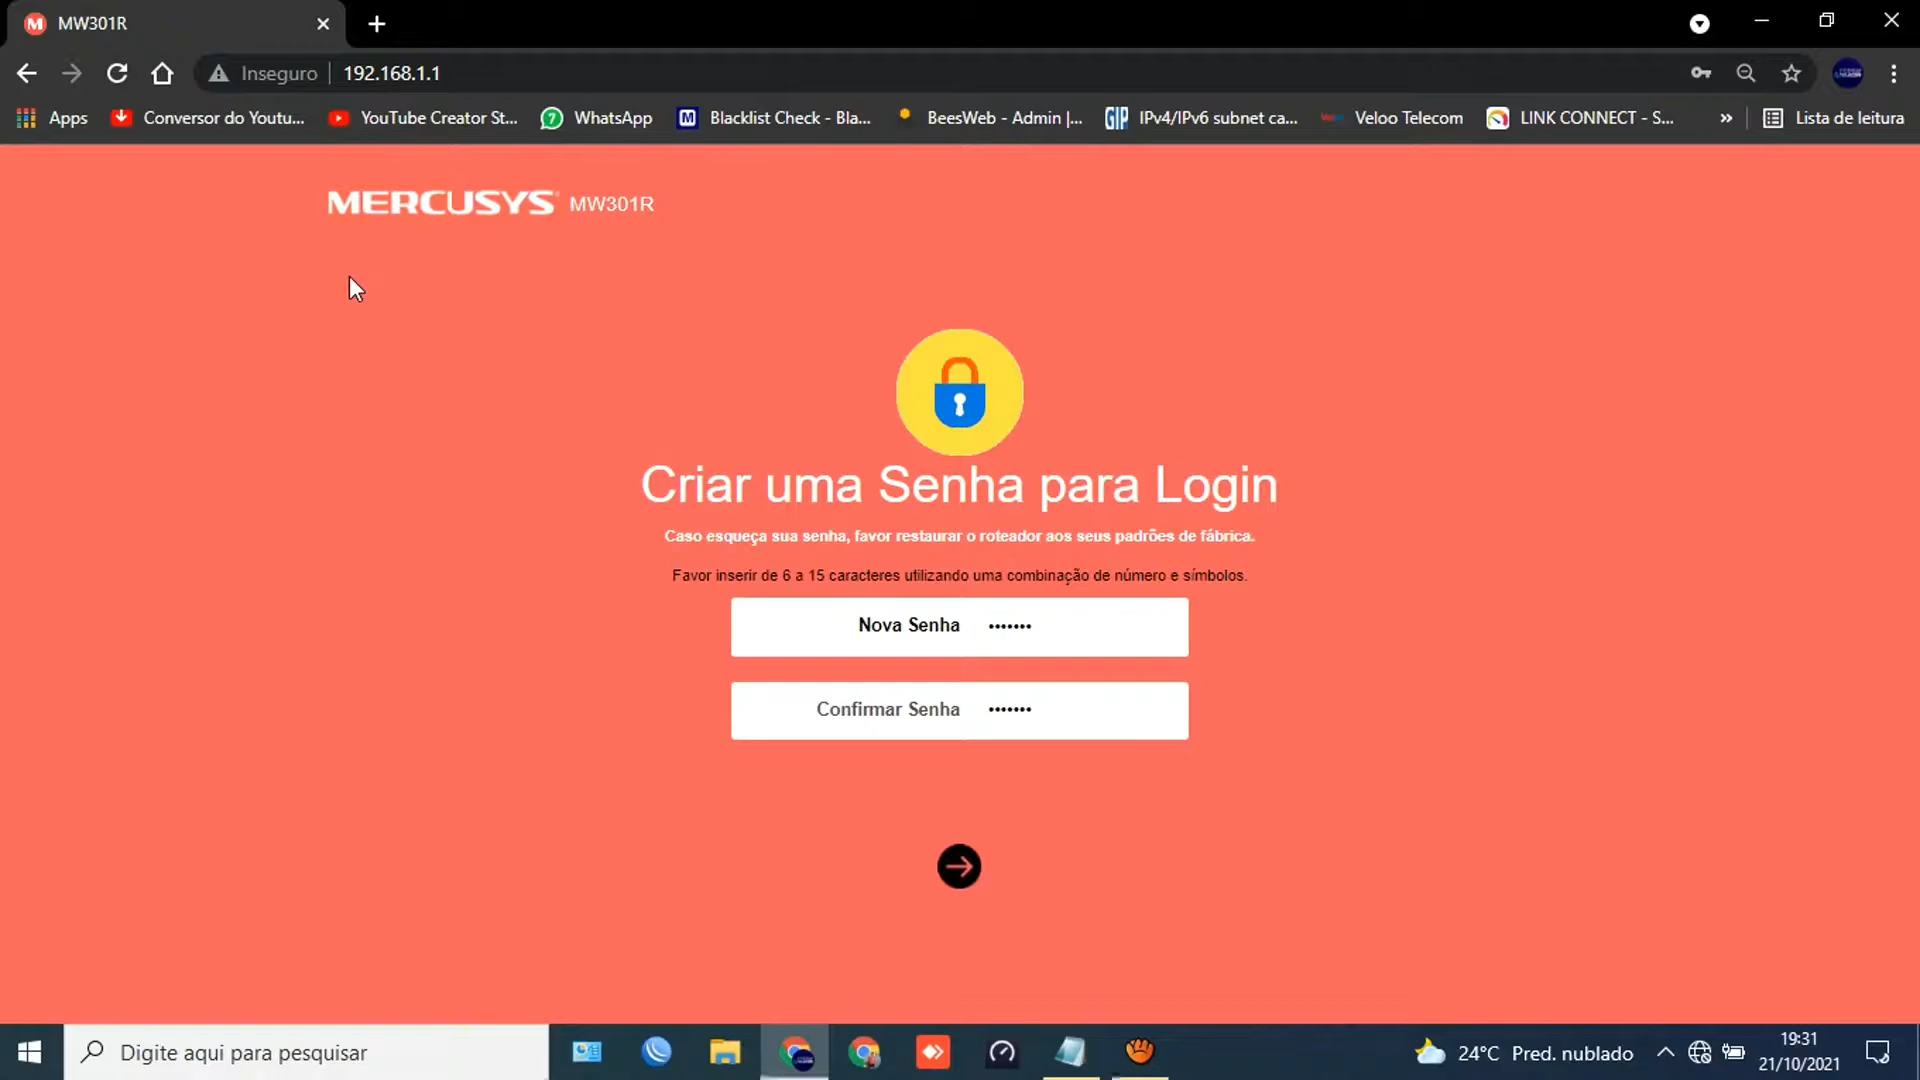 MW301R
Inseguro 192.168.1.1
Apps Conversor do Youtu... YouTube Creator St... WhatsApp Blacklist Check - Bla... BeesWeb - Admin |... IPv4/IPv6 subnet ca... Veloo Telecom LINK CONNECT - S... » Lista de leitura
MERCUSYS MW301R
Criar uma Senha para Login
Caso esqueça sua senha, favor restaurar o roteador aos seus padrões de fábrica.
Favor inserir de 6 a 15 caracteres utilizando uma combinação de número e símbolos.
Nova Senha •••••••
Confirmar Senha •••••••
Digite aqui para pesquisar
24°C Pred. nublado
19:31
21/10/2021